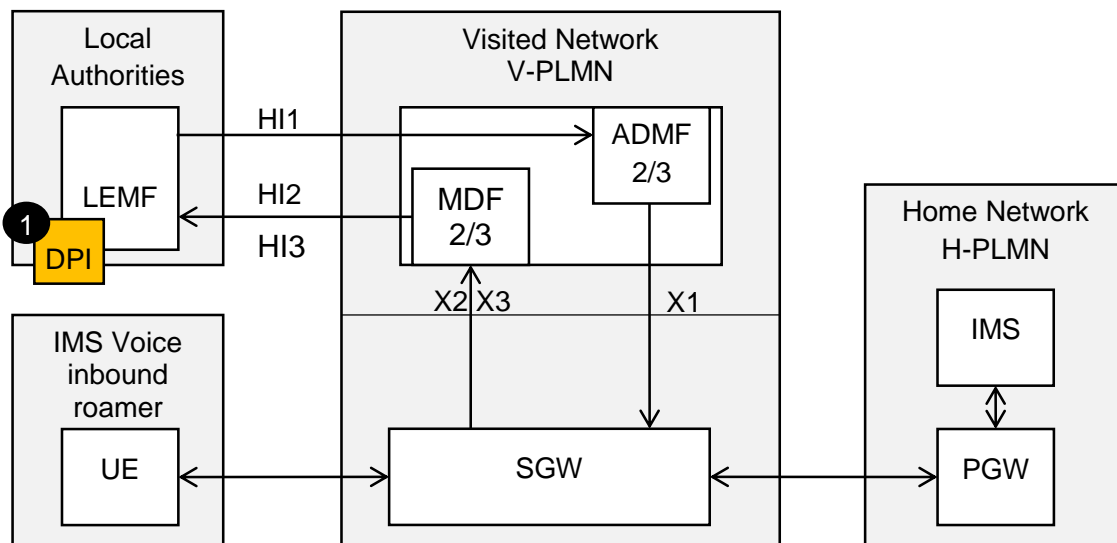 Local
Authorities
LEMF
1
DPI
HI1
HI2
HI3
Visited Network
V-PLMN
ADMF
2/3
MDF
2/3
X2 X3
X1
Home Network
H-PLMN
IMS
IMS Voice
inbound
roamer
UE
SGW
PGW